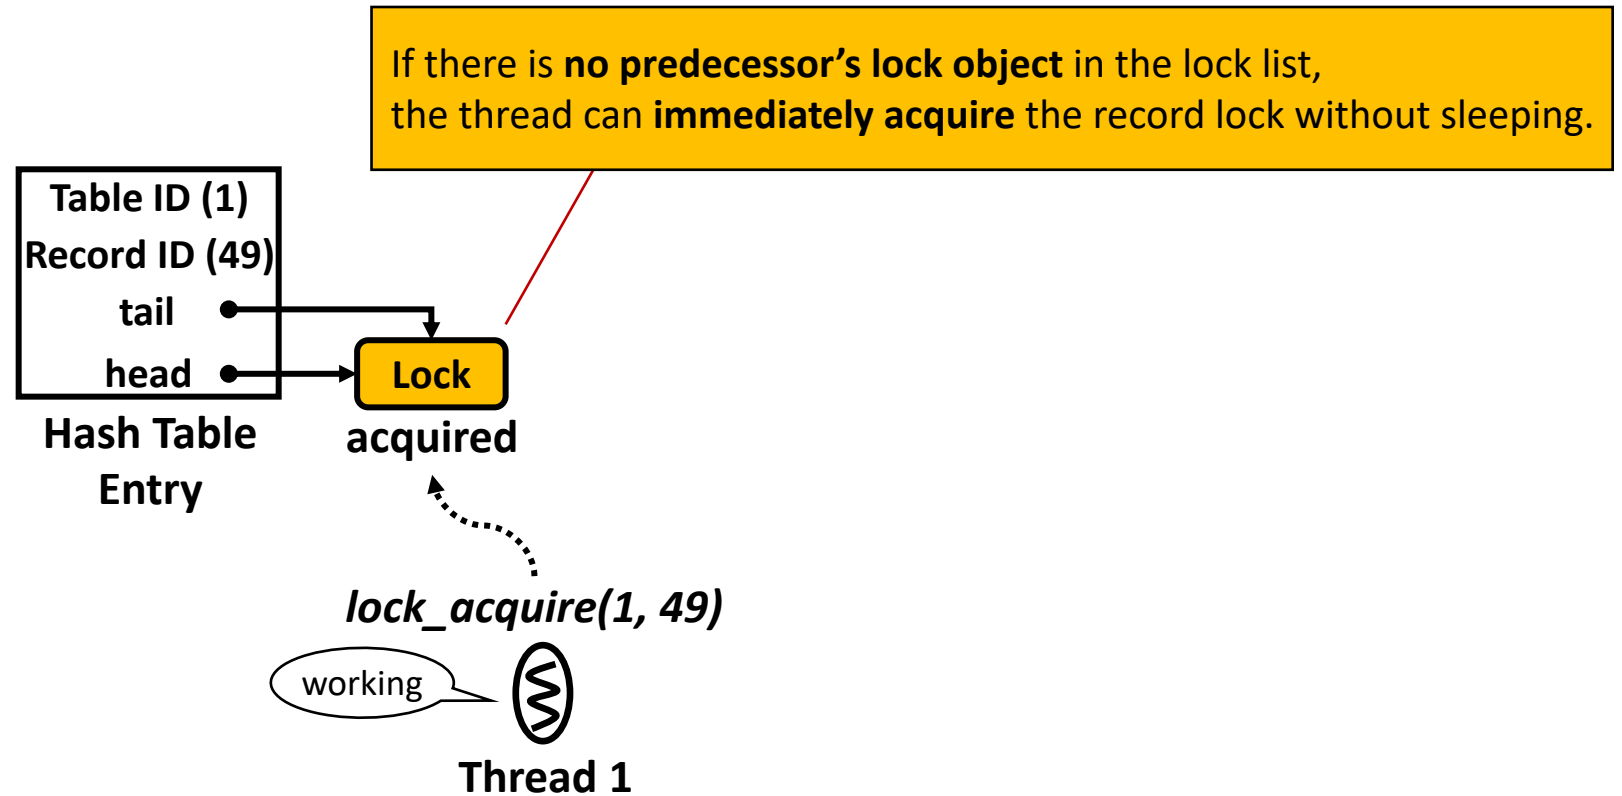 If there is no predecessor’s lock object in the lock list,
the thread can immediately acquire the record lock without sleeping.
Table ID (1)
Record ID (49)
tail
head
Lock
Hash Table
Entry
acquired
lock_acquire(1, 49)
working
Thread 1